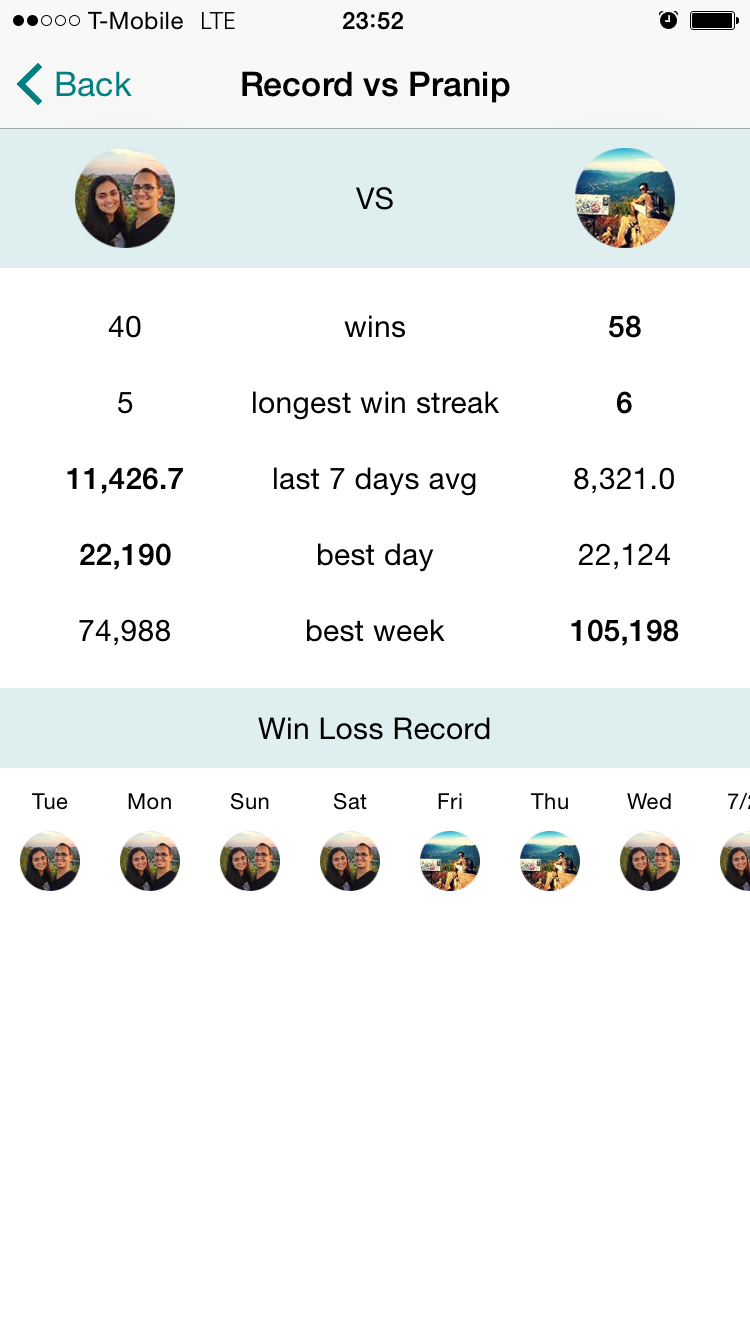 T-Mobile LTE 23:52
Back Record vs Pranip
VS
40 wins 58
5 longest win streak 6
11,426.7 last 7 days avg 8,321.0
22,190 best day 22,124
74,988 best week 105,198
Win Loss Record
Tue Mon Sun Sat Fri Thu Wed